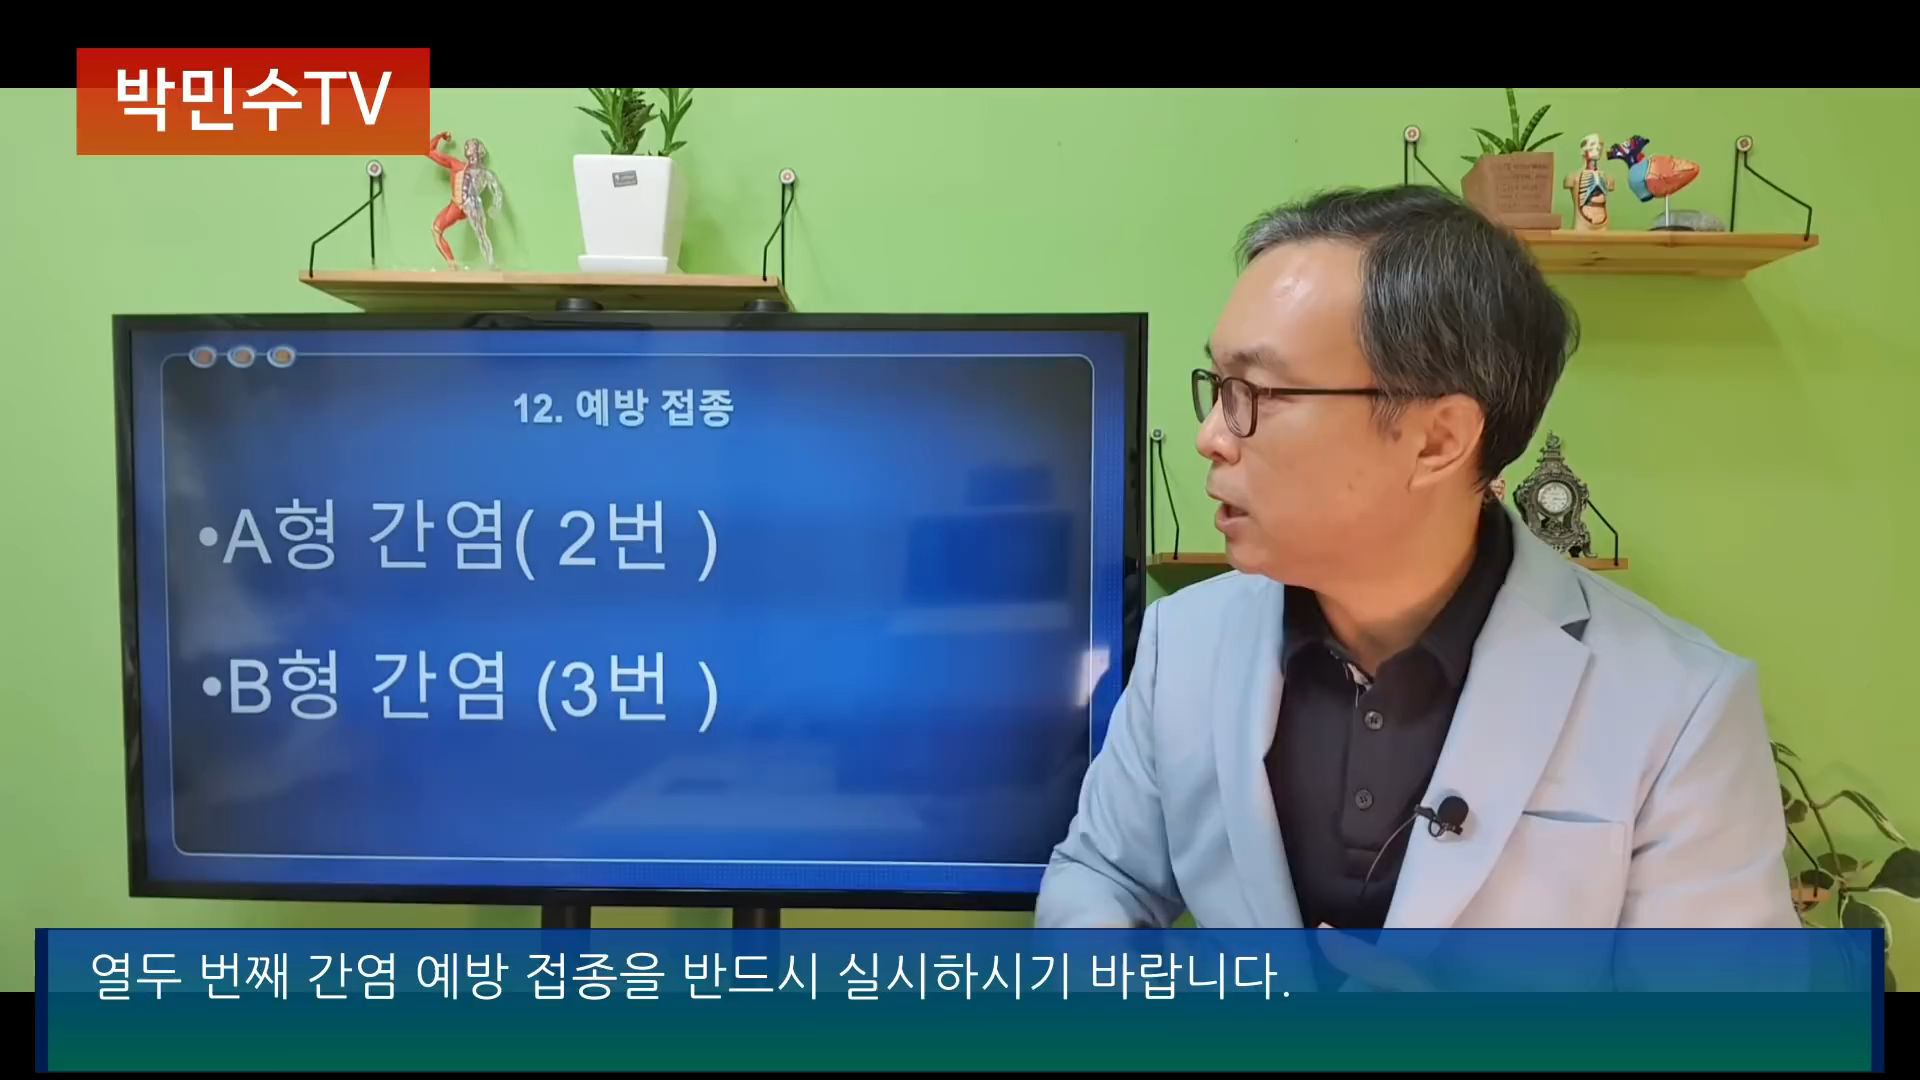 박민수TV
12. 예방 접종
•A형 간염( 2번 )
•B형 간염 (3번 )
열두 번째 간염 예방 접종을 반드시 실시하시기 바랍니다.